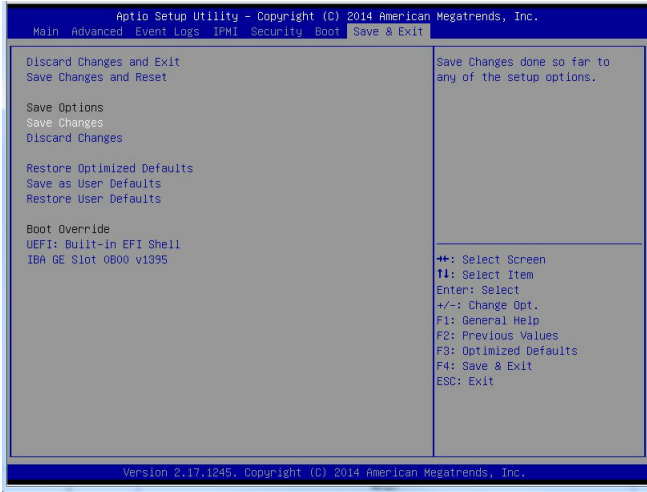 Aptio Setup Utility – Copyright (C) 2014 American Megatrends, Inc.
Main Advanced Event Logs IPMI Security Boot Save & Exit
Discard Changes and Exit
Save Changes and Reset
Save Options
Save Changes
Discard Changes
Restore Optimized Defaults
Save as User Defaults
Restore User Defaults
Boot Override
UEFI: Built-in EFI Shell
IBA GE Slot 0B00 v1395
Save Changes done so far to
any of the setup options.
→←: Select Screen
↑↓: Select Item
Enter: Select
+/-: Change Opt.
F1: General Help
F2: Previous Values
F3: Optimized Defaults
F4: Save & Exit
ESC: Exit
Version 2.17.1245. Copyright (C) 2014 American Megatrends, Inc.